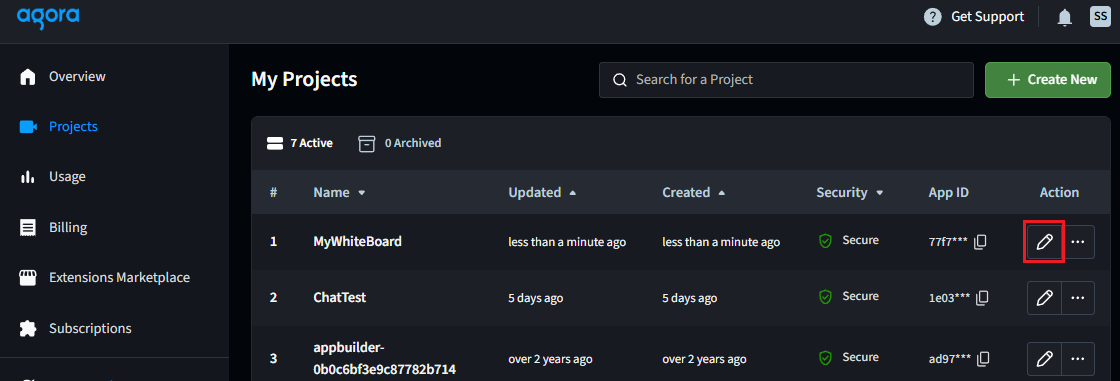 agora
Get Support
SS
Overview
Projects
Usage
Billing
Extensions Marketplace
Subscriptions
My Projects
Search for a Project
+ Create New
7 Active 0 Archived
# Name Updated Created Security App ID Action
1 MyWhiteBoard less than a minute ago less than a minute ago Secure 77f7***
2 ChatTest 5 days ago 5 days ago Secure 1e03***
3 appbuilder-
0b0c6bf3e9c87782b714 over 2 years ago over 2 years ago Secure ad97***